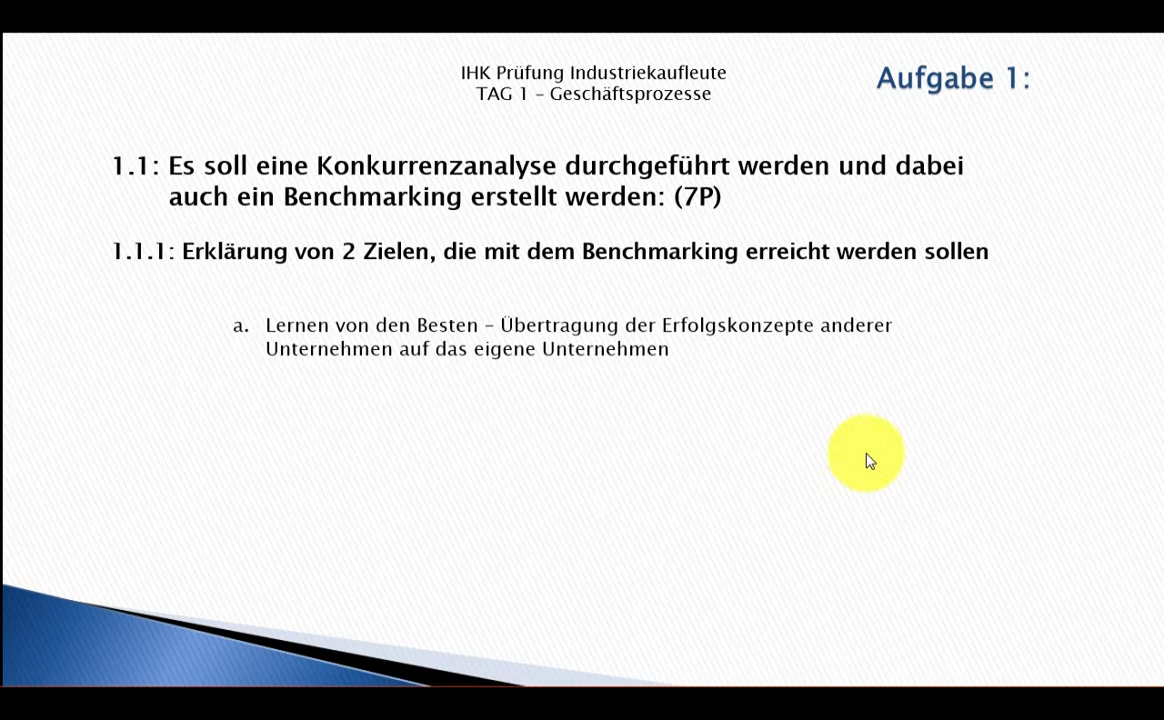 IHK Prüfung Industriekaufleute
TAG 1 – Geschäftsprozesse
Aufgabe 1:
1.1: Es soll eine Konkurrenzanalyse durchgeführt werden und dabei
auch ein Benchmarking erstellt werden: (7P)
1.1.1: Erklärung von 2 Zielen, die mit dem Benchmarking erreicht werden sollen
a. Lernen von den Besten – Übertragung der Erfolgskonzepte anderer
Unternehmen auf das eigene Unternehmen